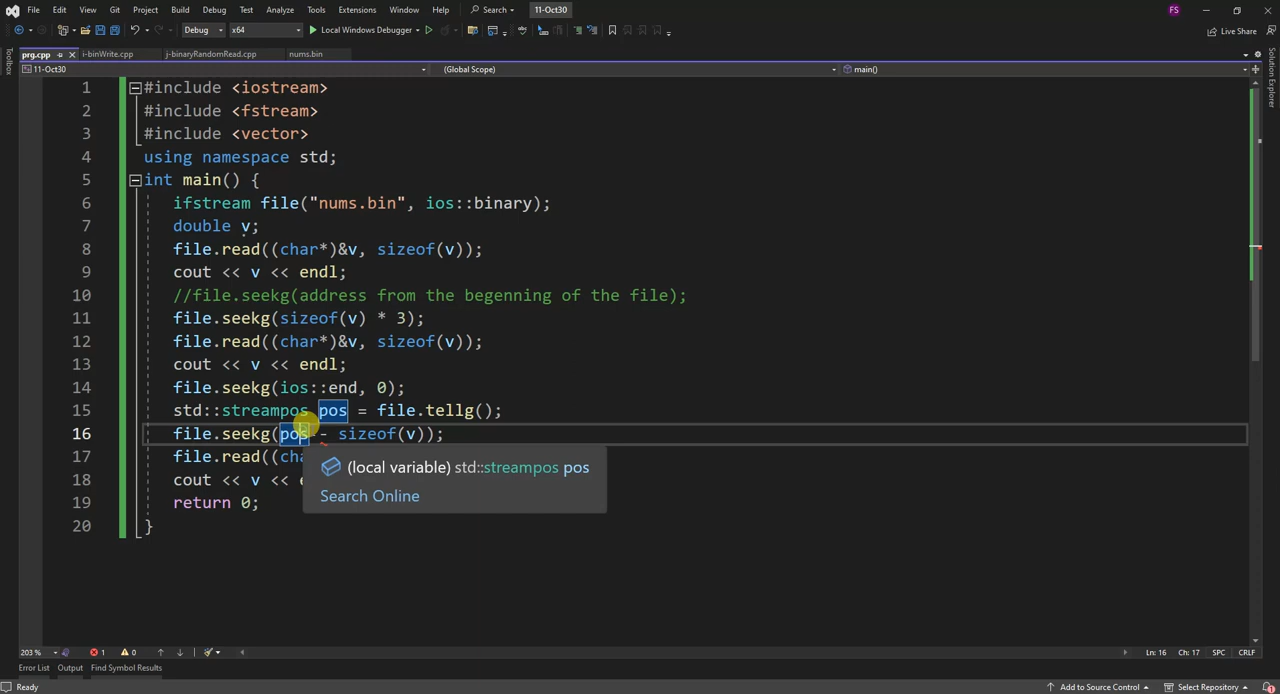 File Edit View Git Project Build Debug Test Analyze Tools Extensions Window Help Search 11-Oct30 FS
Debug x64 Local Windows Debugger Live Share
prg.cpp i-binWrite.cpp j-binaryRandomRead.cpp nums.bin
11-Oct30 (Global Scope) main()
Toolbox
Solution Explorer
1 #include <iostream>
2 #include <fstream>
3 #include <vector>
4 using namespace std;
5 int main() {
6 ifstream file("nums.bin", ios::binary);
7 double v;
8 file.read((char*)&v, sizeof(v));
9 cout << v << endl;
10 //file.seekg(address from the begenning of the file);
11 file.seekg(sizeof(v) * 3);
12 file.read((char*)&v, sizeof(v));
13 cout << v << endl;
14 file.seekg(ios::end, 0);
15 std::streampos pos = file.tellg();
16 file.seekg(pos - sizeof(v));
17 file.read((cha
(local variable) std::streampos pos
18 cout << v << e
Search Online
19 return 0;
20 }
203 % 1 0 Ln: 16 Ch: 17 SPC CRLF
Error List Output Find Symbol Results
Ready Add to Source Control Select Repository 1